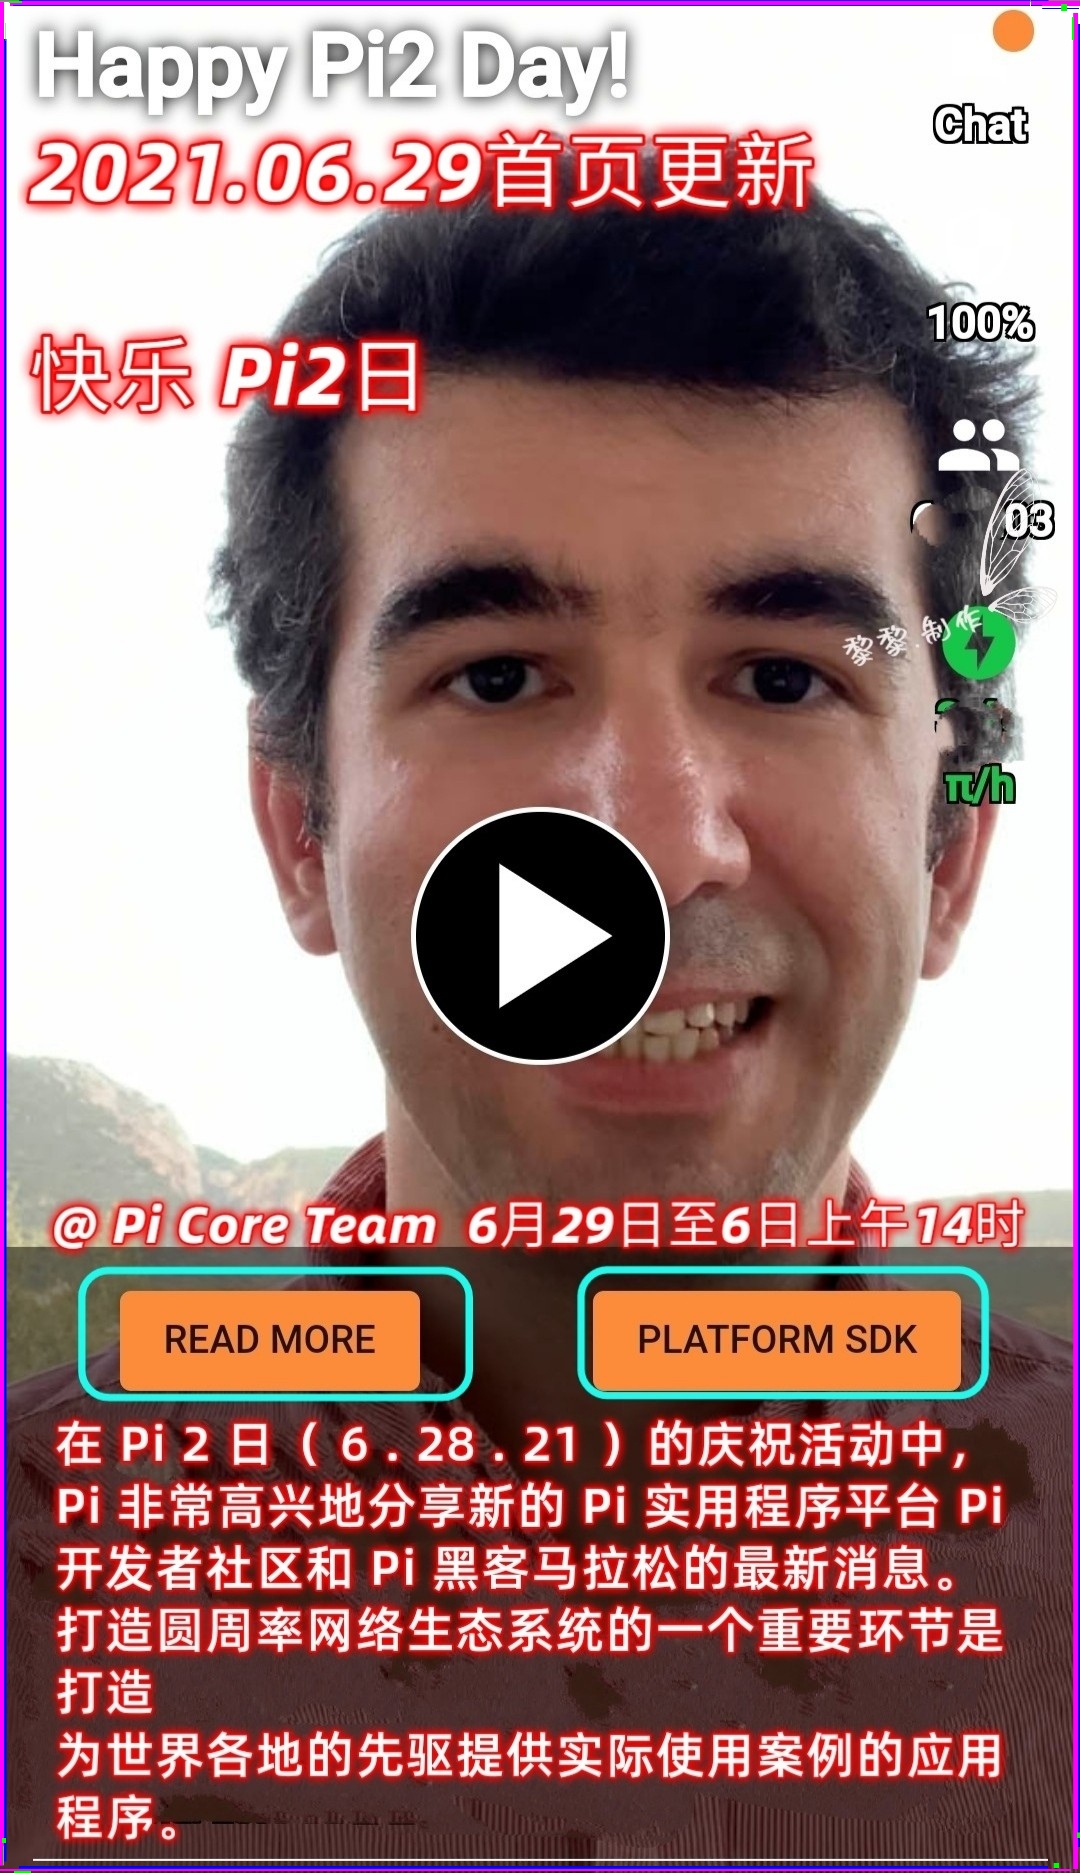 Happy Pi2 Day!
2021.06.29首页更新
Chat
100%
快乐 Pi2日
03
黎黎.制作
π/h
@ Pi Core Team 6月29日至6日上午14时
READ MORE
PLATFORM SDK
在 Pi 2 日（ 6 . 28 . 21 ）的庆祝活动中，
Pi 非常高兴地分享新的 Pi 实用程序平台 Pi
开发者社区和 Pi 黑客马拉松的最新消息。
打造圆周率网络生态系统的一个重要环节是
打造
为世界各地的先驱提供实际使用案例的应用
程序。